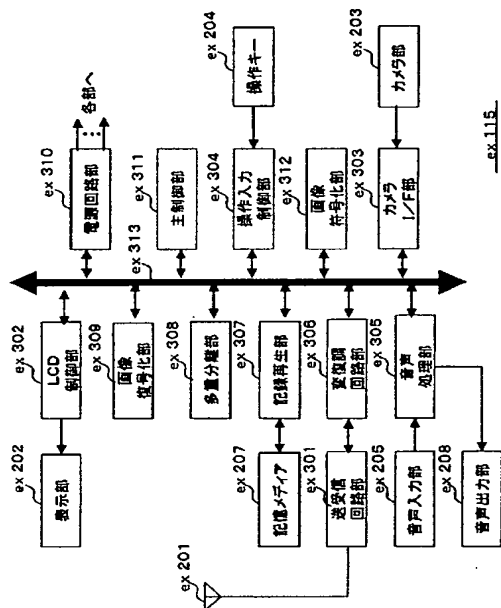 ex 201
ex 208
音声出力部
ex 205
音声入力部
ex 301
送受信
回路部
ex 207
記憶メディア
ex 202
表示部
ex 305
音声
処理部
ex 306
変復調
回路部
ex 307
記録再生部
ex 308
多重分離部
ex 309
画像
復号化部
ex 302
LCD
制御部
ex 313
ex 303
カメラ
I/F部
ex 312
画像
符号化部
ex 304
操作入力
制御部
ex 311
主制御部
ex 310
電源回路部
各部へ
ex 203
カメラ部
ex 204
操作キー
ex 115